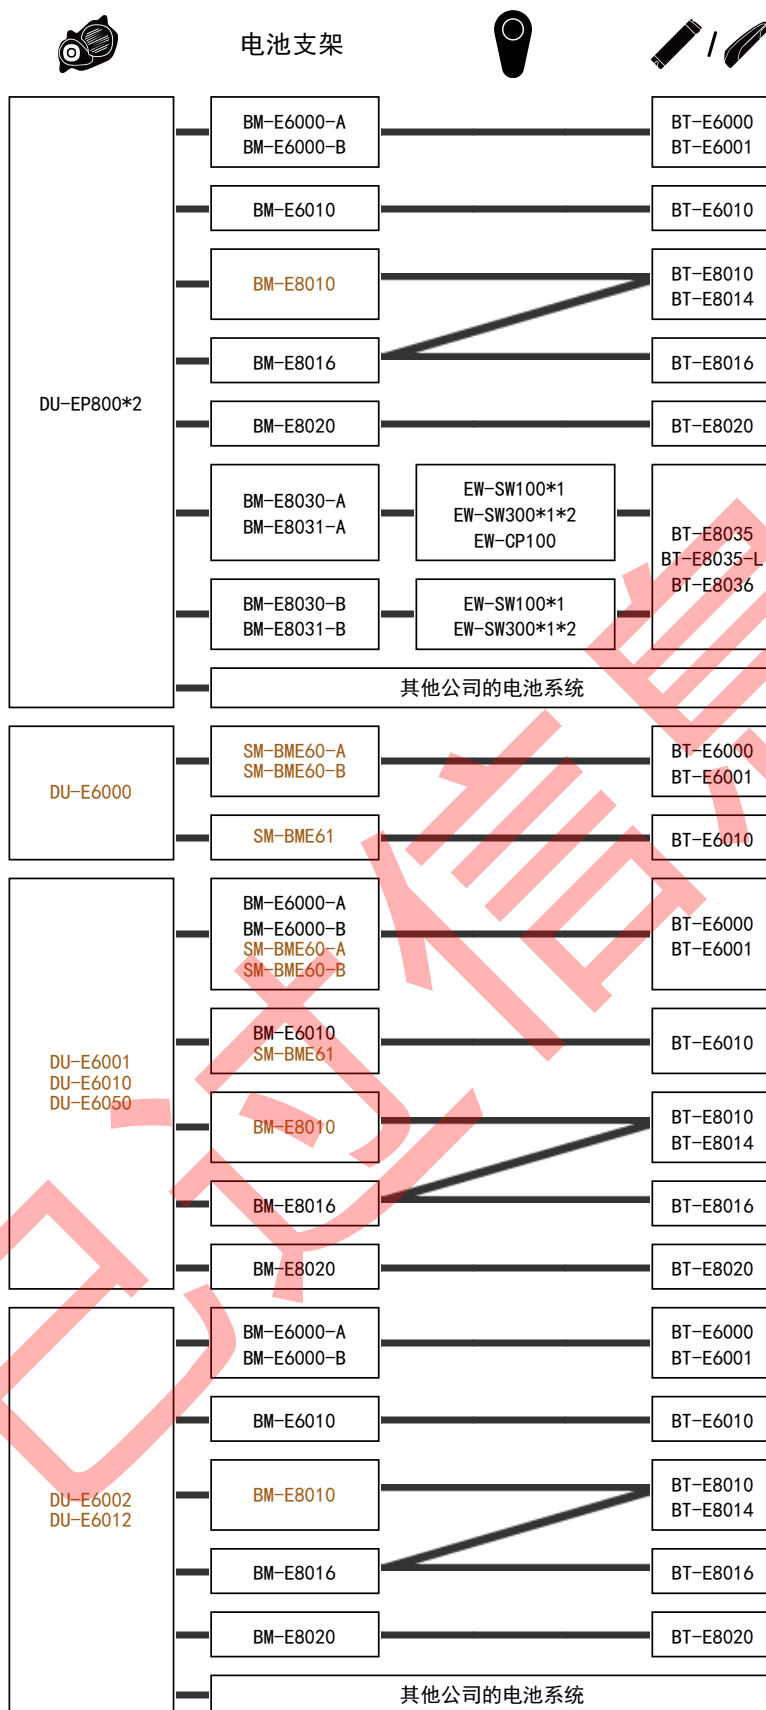 电池支架
DU-EP800*2
BM-E6000-A
BM-E6000-B
BT-E6000
BT-E6001
BM-E6010
BT-E6010
BM-E8010
BT-E8010
BT-E8014
BM-E8016
BT-E8016
BM-E8020
BT-E8020
BM-E8030-A
BM-E8031-A
EW-SW100*1
EW-SW300*1*2
EW-CP100
BT-E8035
BT-E8035-L
BT-E8036
BM-E8030-B
BM-E8031-B
EW-SW100*1
EW-SW300*1*2
其他公司的电池系统
DU-E6000
SM-BME60-A
SM-BME60-B
BT-E6000
BT-E6001
SM-BME61
BT-E6010
DU-E6001
DU-E6010
DU-E6050
BM-E6000-A
BM-E6000-B
SM-BME60-A
SM-BME60-B
BT-E6000
BT-E6001
BM-E6010
SM-BME61
BT-E6010
BM-E8010
BT-E8010
BT-E8014
BM-E8016
BT-E8016
BM-E8020
BT-E8020
DU-E6002
DU-E6012
BM-E6000-A
BM-E6000-B
BT-E6000
BT-E6001
BM-E6010
BT-E6010
BM-E8010
BT-E8010
BT-E8014
BM-E8016
BT-E8016
BM-E8020
BT-E8020
其他公司的电池系统
已过信息